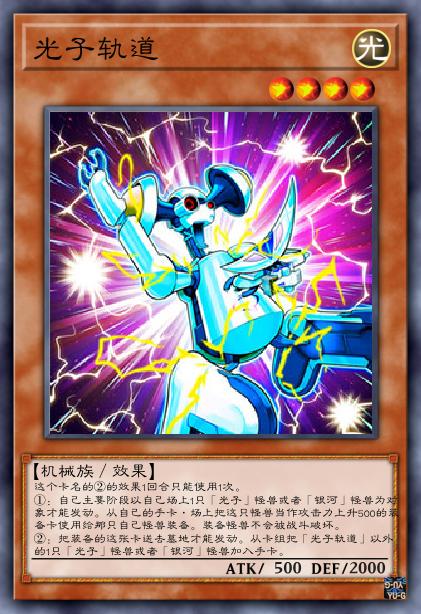 光子轨道
光
【机械族／效果】
这个卡名的②的效果1回合只能使用1次。
①：自己主要阶段以自己场上1只「光子」怪兽或者「银河」怪兽为对
象才能发动。从自己的手卡·场上把这只怪兽当作攻击力上升500的装
备卡使用给那只自己怪兽装备。装备怪兽不会被战斗破坏。
②：把装备的这张卡送去墓地才能发动。从卡组把「光子轨道」以外
的1只「光子」怪兽或者「银河」怪兽加入手卡。
ATK/ 500 DEF/2000